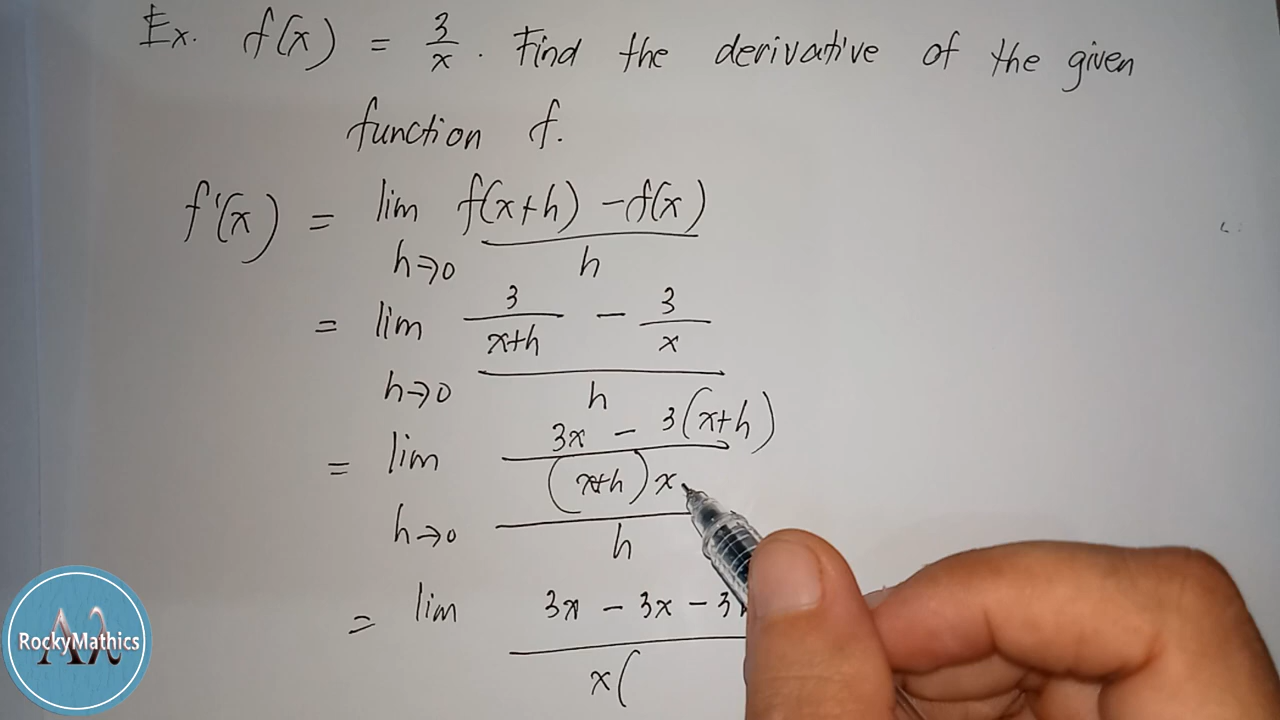 Ex. f(x) = 3/x . Find the derivative of the given
function f.
f'(x) = lim f(x+h) - f(x)
h→0 h
= lim 3/(x+h) - 3/x
h→0 h
= lim 3x - 3(x+h)
(x+h)x
h→0 h
= lim 3x - 3x - 3
x(
RockyMathics